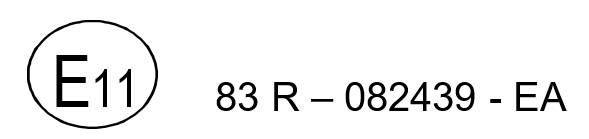 E11 83 R – 082439 - EA